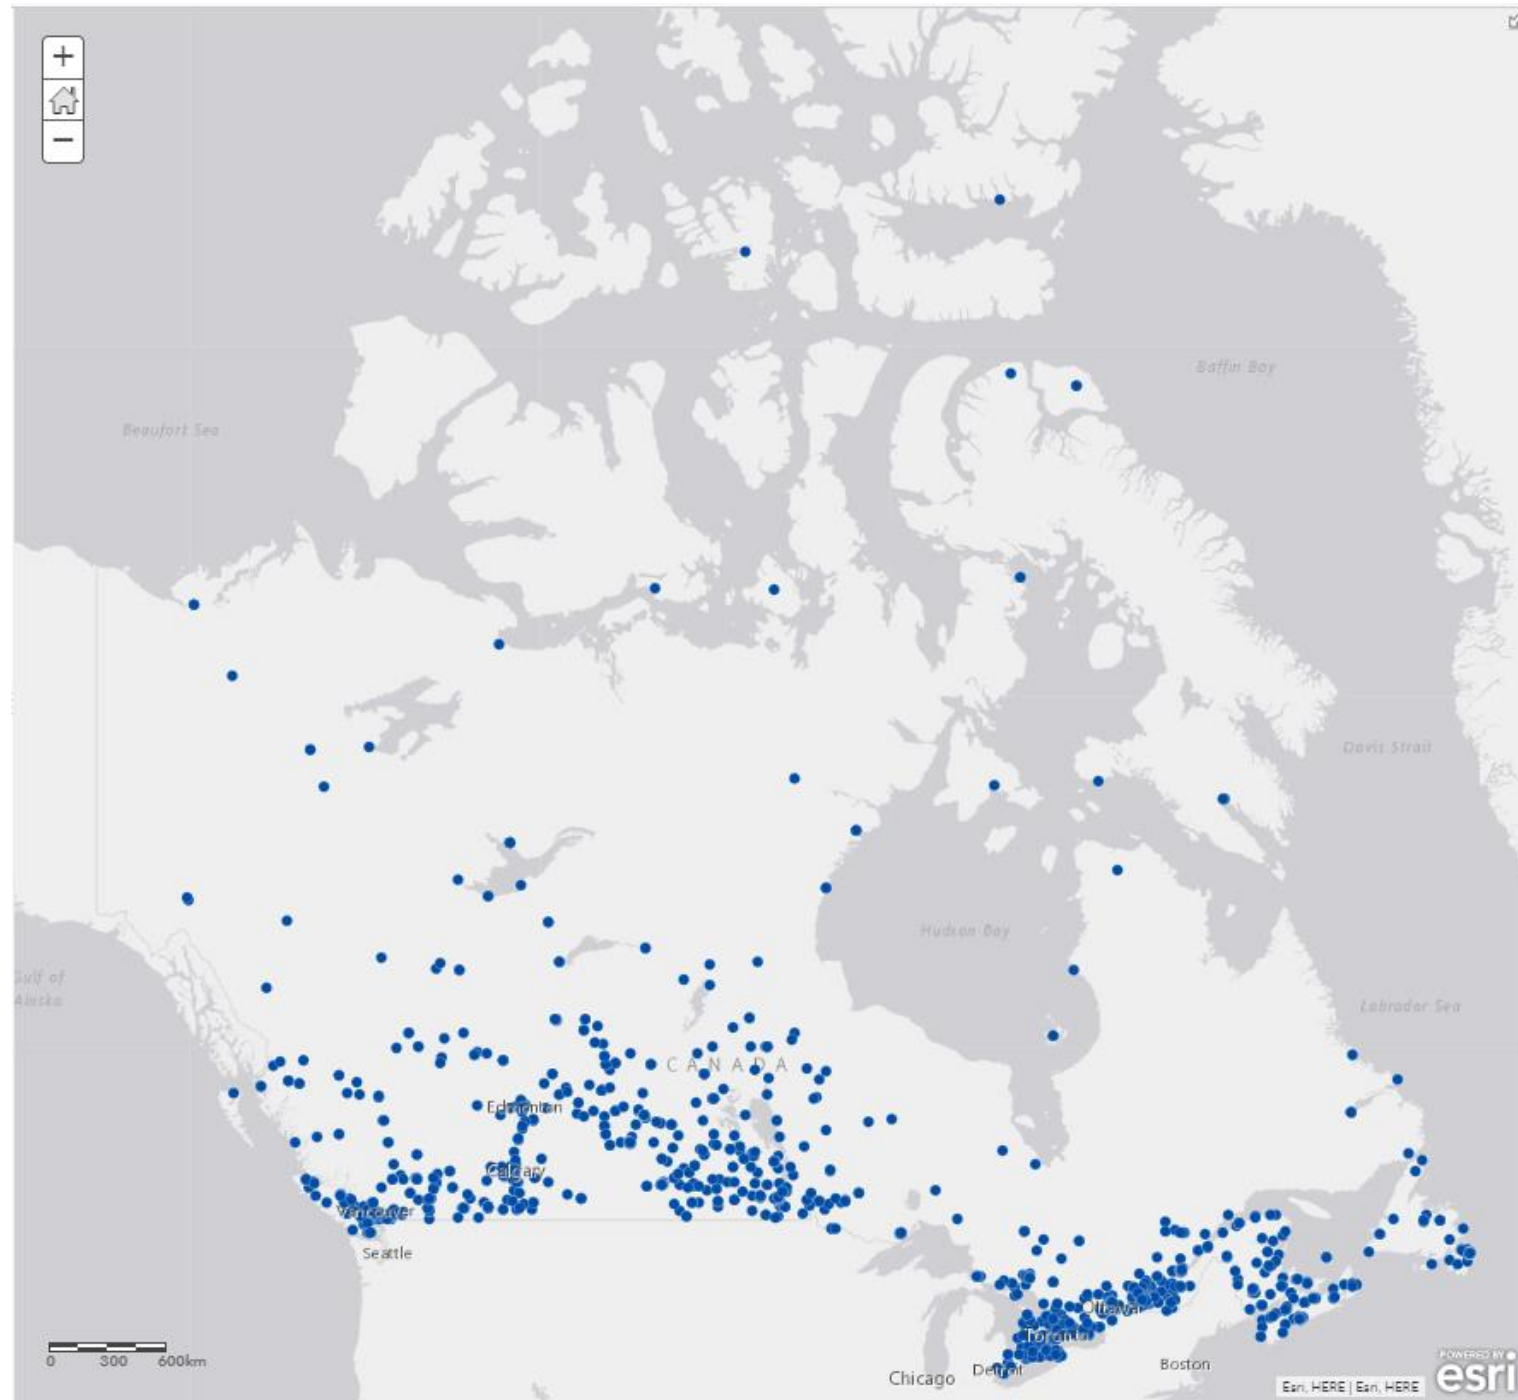 +
−
Baffin Bay
Beaufort Sea
Davis Strait
Hudson Bay
Gulf of
Alaska
Labrador Sea
CANADA
Edmonton
Calgary
Vancouver
Seattle
Ottawa
Toronto
Chicago
Detroit
Boston
0 300 600km
POWERED BY
esri
Esri, HERE | Esri, HERE